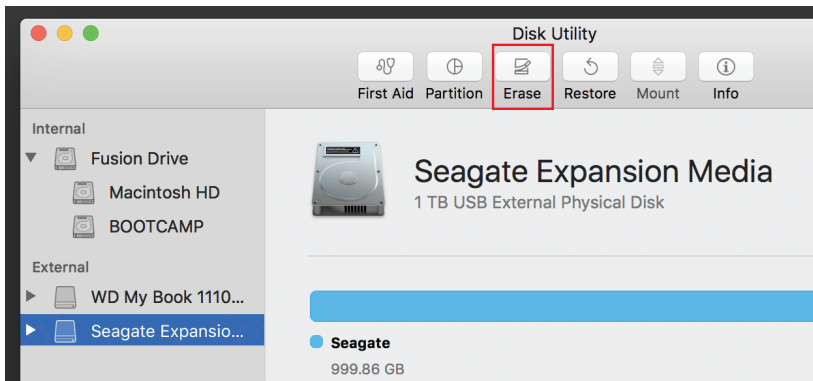 Disk Utility
First Aid Partition Erase Restore Mount Info
Internal
Fusion Drive
Macintosh HD
BOOTCAMP
External
WD My Book 1110...
Seagate Expansio...
Seagate Expansion Media
1 TB USB External Physical Disk
Seagate
999.86 GB